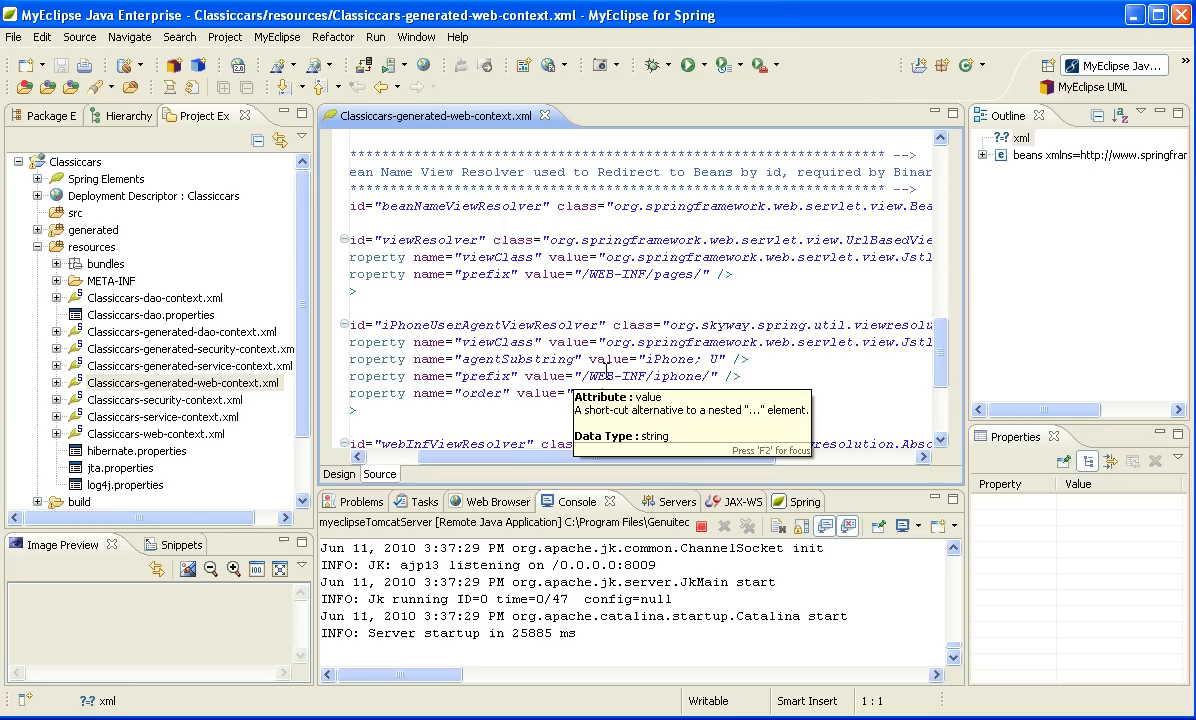 MyEclipse Java Enterprise - Classiccars/resources/Classiccars-generated-web-context.xml - MyEclipse for Spring
File Edit Source Navigate Search Project MyEclipse Refactor Run Window Help
MyEclipse Jav...
MyEclipse UML
Package E
Hierarchy
Project Ex
Classiccars
Spring Elements
Deployment Descriptor : Classiccars
src
generated
resources
bundles
META-INF
Classiccars-dao-context.xml
Classiccars-dao.properties
Classiccars-generated-dao-context.xml
Classiccars-generated-security-context.xm
Classiccars-generated-service-context.xml
Classiccars-generated-web-context.xml
Classiccars-security-context.xml
Classiccars-service-context.xml
Classiccars-web-context.xml
hibernate.properties
jta.properties
log4j.properties
build
Image Preview
Snippets
Classiccars-generated-web-context.xml
***************************************************************** -->
ean Name View Resolver used to Redirect to Beans by id, required by Binar
***************************************************************** -->
id="beanNameViewResolver" class="org.springframework.web.servlet.view.Bea
id="viewResolver" class="org.springframework.web.servlet.view.UrlBasedVie
roperty name="viewClass" value="org.springframework.web.servlet.view.Jstl
roperty name="prefix" value="/WEB-INF/pages/" />
>
id="iPhoneUserAgentViewResolver" class="org.skyway.spring.util.viewresolu
roperty name="viewClass" value="org.springframework.web.servlet.view.Jstl
roperty name="agentSubstring" value="iPhone; U" />
roperty name="prefix" value="/WEB-INF/iphone/" />
roperty name="order" value="
>
id="webInfViewResolver" clas
wresolution.Abso
Attribute : value
A short-cut alternative to a nested "..." element.
Data Type : string
Press 'F2' for focus
Design Source
Problems Tasks Web Browser Console Servers JAX-WS Spring
myeclipseTomcatServer [Remote Java Application] C:\Program Files\Genuitec
Jun 11, 2010 3:37:29 PM org.apache.jk.common.ChannelSocket init
INFO: JK: ajp13 listening on /0.0.0.0:8009
Jun 11, 2010 3:37:29 PM org.apache.jk.server.JkMain start
INFO: Jk running ID=0 time=0/47  config=null
Jun 11, 2010 3:37:29 PM org.apache.catalina.startup.Catalina start
INFO: Server startup in 25885 ms
Outline
?-? xml
beans xmlns=http://www.springfran
Properties
Property Value
?-? xml
Writable
Smart Insert
1 : 1